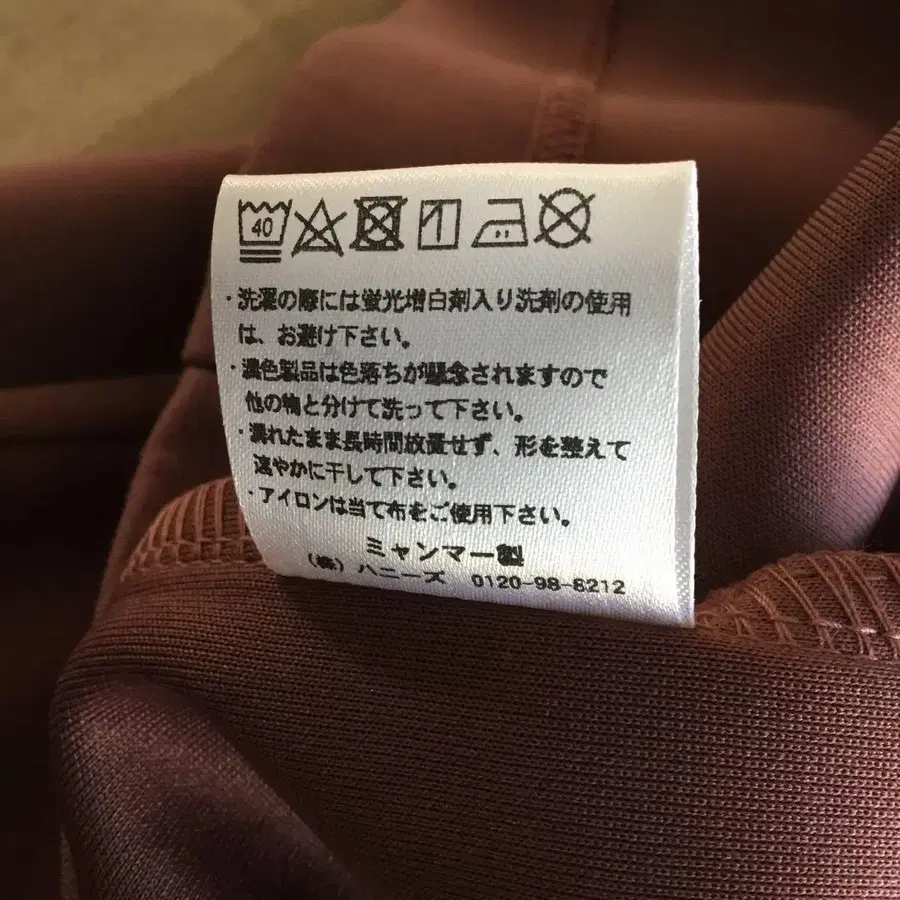 40
・洗濯の際には蛍光増白剤入り洗剤の使用
は、お避け下さい。
・濃色製品は色落ちが懸念されますので
他の物と分けて洗って下さい。
・濡れたまま長時間放置せず、形を整えて
速やかに干して下さい。
・アイロンは当て布をご使用下さい。
ミャンマー製
(株) ハニーズ 0120-98-8212